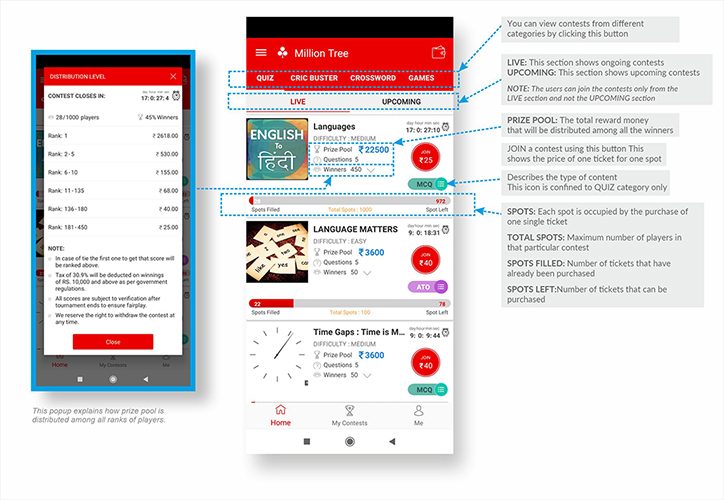 DISTRIBUTION LEVEL
CONTEST CLOSES IN:
day hour min sec
17: 0: 27: 4
28/1000 players
45% Winners
Rank: 1 ₹ 2618.00
Rank: 2 - 5 ₹ 530.00
Rank: 6 - 10 ₹ 155.00
Rank: 11 -135 ₹ 68.00
Rank: 136 -180 ₹ 40.00
Rank: 181 - 450 ₹ 25.00
NOTE:
In case of tie the first one to get that score will
be ranked above.
Tax of 30.9% will be deducted on winnings
of RS. 10,000 and above as per government
regulations.
All scores are subject to verification after
tournament ends to ensure fairplay.
We reserve the right to withdraw the contest at
any time.
Close
Home My Contests Me
This popup explains how prize pool is
distributed among all ranks of players.
Million Tree
QUIZ CRIC BUSTER CROSSWORD GAMES
LIVE UPCOMING
ENGLISH
To
हिंदी
Languages
day hour min sec
17: 0: 27:10
DIFFICULTY : MEDIUM
Prize Pool ₹22500
Questions 5
Winners 450
JOIN
₹25
MCQ
28 972
Spots Filled Total Spots : 1000 Spot Left
LANGUAGE MATTERS
day hour min sec
9: 0: 18:31
DIFFICULTY : EASY
Prize Pool ₹3600
Questions 5
Winners 50
JOIN
₹40
ATO
22 78
Spots Filled Total Spots : 100 Spot Left
Time Gaps : Time is M...
day hour min sec
9: 0: 9:44
DIFFICULTY : MEDIUM
Prize Pool ₹3600
Questions 5
Winners 50
JOIN
₹40
MCQ
Home My Contests Me
You can view contests from different
categories by clicking this button
LIVE: This section shows ongoing contests
UPCOMING: This section shows upcoming contests
NOTE: The users can join the contests only from the
LIVE section and not the UPCOMING section
PRIZE POOL: The total reward money
that will be distributed among all the winners
JOIN a contest using this button This
shows the price of one ticket for one spot
Describes the type of content
This icon is confined to QUIZ category only
SPOTS: Each spot is occupied by the purchase of
one single ticket
TOTAL SPOTS: Maximum number of players in
that particular contest
SPOTS FILLED: Number of tickets that have
already been purchased
SPOTS LEFT:Number of tickets that can be
purchased